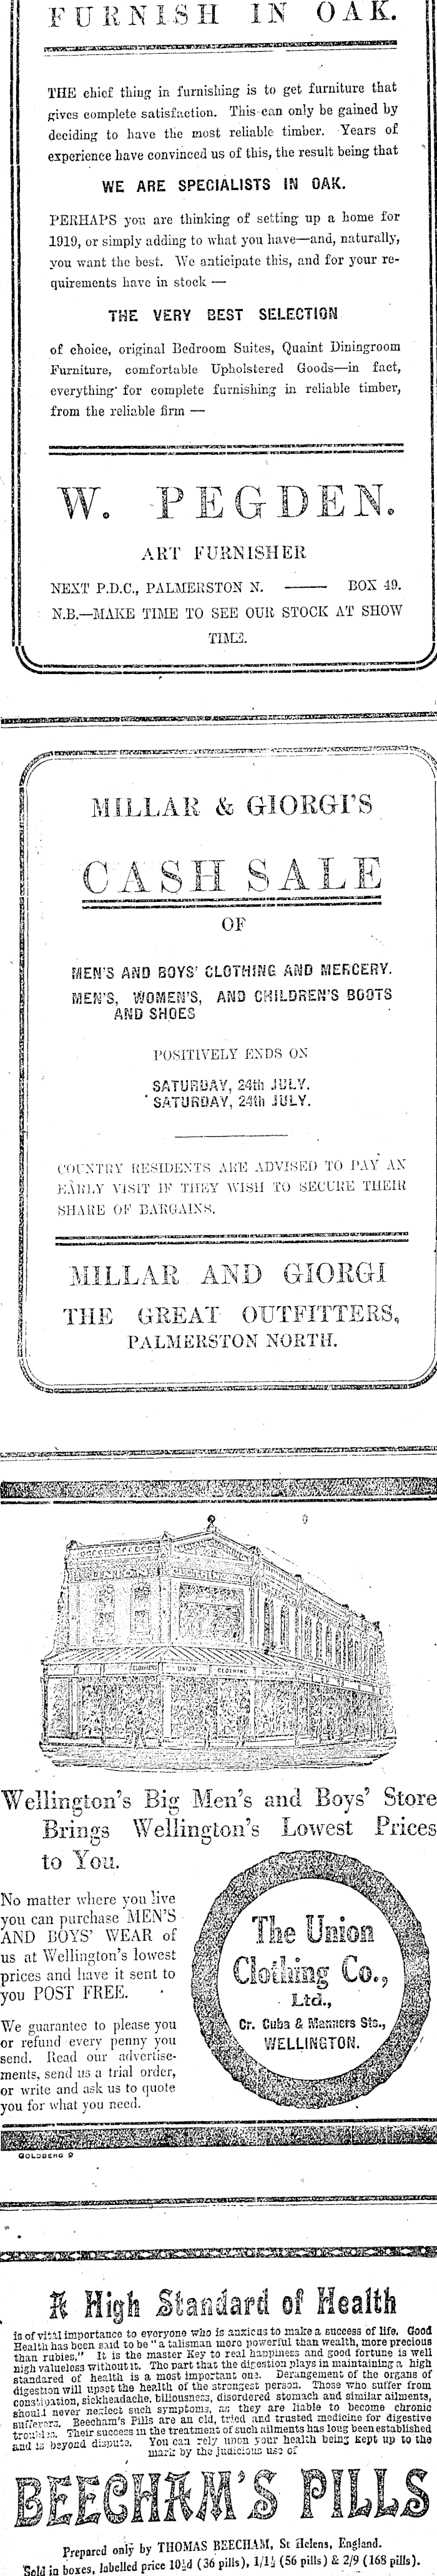 FURNISH IN OAK.
THE chief thing in furnishing is to get furniture that
gives complete satisfaction. This can only be gained by
deciding to have the most reliable timber. Years of
experience have convinced us of this, the result being that
WE ARE SPECIALISTS IN OAK.
PERHAPS you are thinking of setting up a home for
1919, or simply adding to what you have—and, naturally,
you want the best. We anticipate this, and for your re-
quirements have in stock —
THE VERY BEST SELECTION
of choice, original Bedroom Suites, Quaint Diningroom
Furniture, comfortable Upholstered Goods—in fact,
everything for complete furnishing in reliable timber,
from the reliable firm —
W. PEGDEN.
ART FURNISHER
NEXT P.D.C., PALMERSTON N. —— BOX 49.
N.B.—MAKE TIME TO SEE OUR STOCK AT SHOW
TIME.
MILLAR & GIORGI'S
CASH SALE
OF
MEN'S AND BOYS' CLOTHING AND MERCERY.
MEN'S, WOMEN'S, AND CHILDREN'S BOOTS
AND SHOES
POSITIVELY ENDS ON
SATURDAY, 24th JULY.
SATURDAY, 24th JULY.
COUNTRY RESIDENTS ARE ADVISED TO PAY AN
EARLY VISIT IF THEY WISH TO SECURE THEIR
SHARE OF BARGAINS.
MILLAR AND GIORGI
THE GREAT OUTFITTERS,
PALMERSTON NORTH.
UNION CLOTHING COMPANY
Wellington's Big Men's and Boys' Store
Brings Wellington's Lowest Prices
to You.
No matter where you live
you can purchase MEN'S
AND BOYS' WEAR of
us at Wellington's lowest
prices and have it sent to
you POST FREE.
We guarantee to please you
or refund every penny you
send. Read our advertise-
ments, send us a trial order,
or write and ask us to quote
you for what you need.
The Union
Clothing Co.,
Ltd.,
Cr. Cuba & Manners Sts.,
WELLINGTON.
GOLDBERG 9
A High Standard of Health
is of vital importance to everyone who is anxious to make a success of life. Good
Health has been said to be "a talisman more powerful than wealth, more precious
than rubies." It is the master Key to real happiness and good fortune is well
nigh valueless without it. The part that the digestion plays in maintaining a high
standard of health is a most important one. Derangement of the organs of
digestion will upset the health of the strongest person. Those who suffer from
constipation, sick headache, biliousness, disordered stomach and similar ailments,
should never neglect such symptoms, as they are liable to become chronic
sufferers. Beecham's Pills are an old, tried and trusted medicine for digestive
troubles. Their success in the treatment of such ailments has long been established
and is beyond dispute. You can rely upon your health being kept up to the
mark by the judicious use of
BEECHAM'S PILLS
Prepared only by THOMAS BEECHAM, St Helens, England.
Sold in boxes, labelled price 10½d (36 pills), 1/1½ (56 pills) & 2/9 (168 pills).